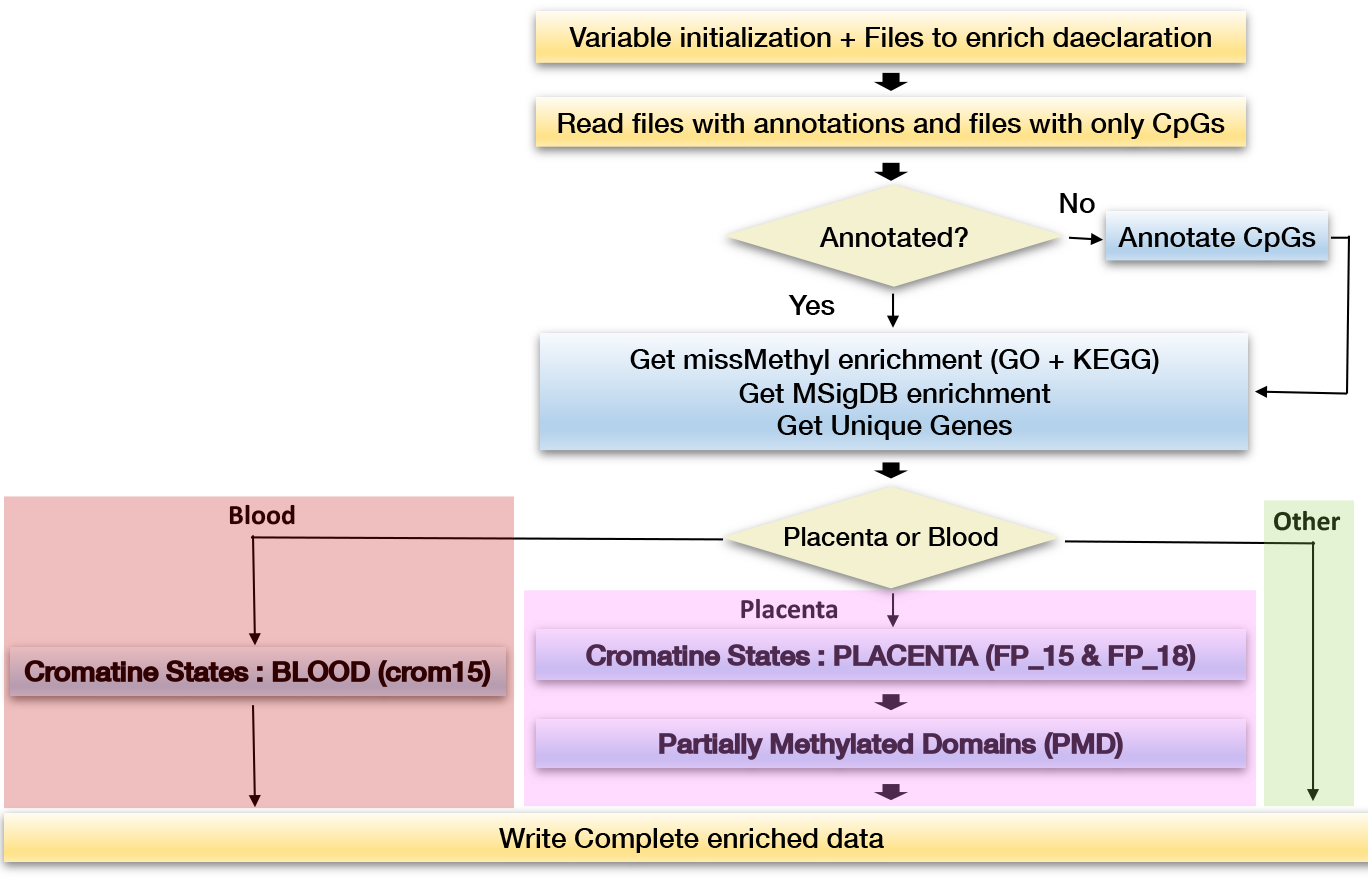 Variable initialization + Files to enrich daeclaration
Read files with annotations and files with only CpGs
Annotated?
No
Annotate CpGs
Yes
Get missMethyl enrichment (GO + KEGG)
Get MSigDB enrichment
Get Unique Genes
Blood
Placenta or Blood
Other
Placenta
Cromatine States : BLOOD (crom15)
Cromatine States : PLACENTA (FP_15 & FP_18)
Partially Methylated Domains (PMD)
Write Complete enriched data